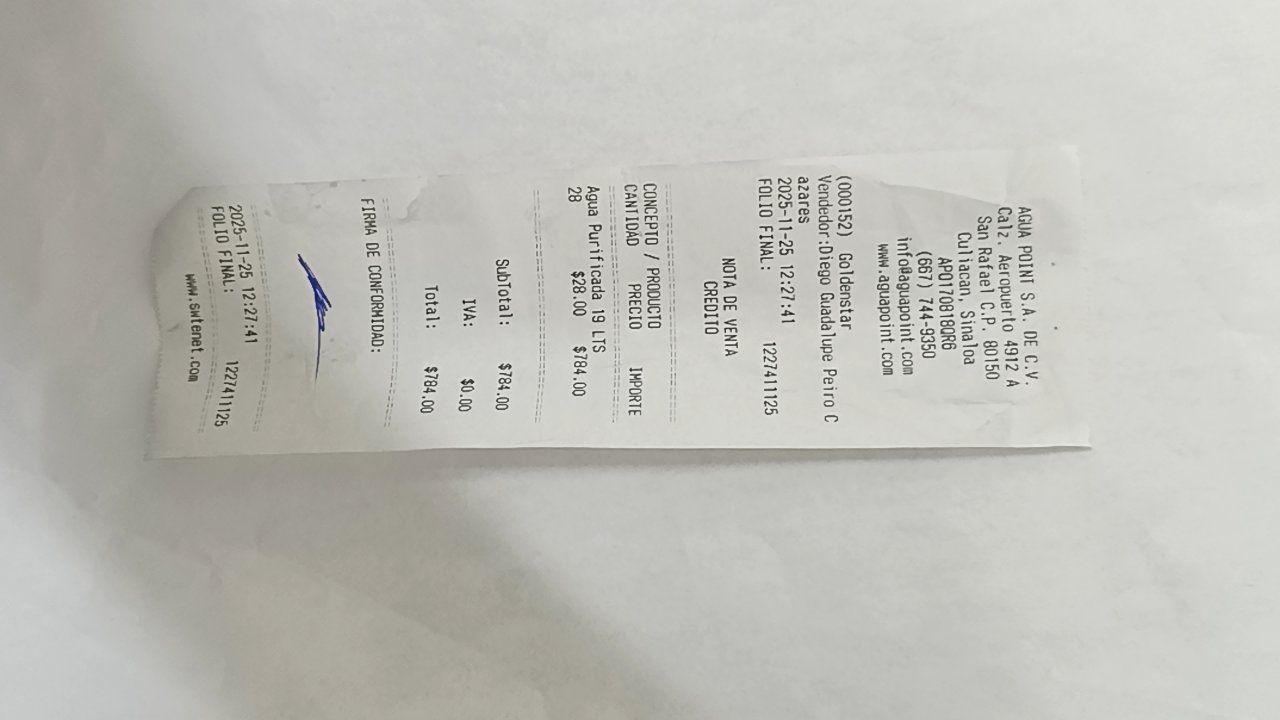 AGUA POINT S.A. DE C.V.
Calz. Aeropuerto 4912 A
San Rafael C.P. 80150
Culiacan, Sinaloa
APO170818QR6
(667) 744-9350
info@aguapoint.com
www.aguapoint.com
(000152) Goldenstar
Vendedor:Diego Guadalupe Peiro C
azares
2025-11-25 12:27:41
FOLIO FINAL: 1227411125
NOTA DE VENTA
CREDITO
CONCEPTO / PRODUCTO
CANTIDAD PRECIO IMPORTE
Agua Purificada 19 LTS
28 $28.00 $784.00
SubTotal: $784.00
IVA: $0.00
Total: $784.00
FIRMA DE CONFORMIDAD:
2025-11-25 12:27:41
FOLIO FINAL: 1227411125
www.swtenet.com